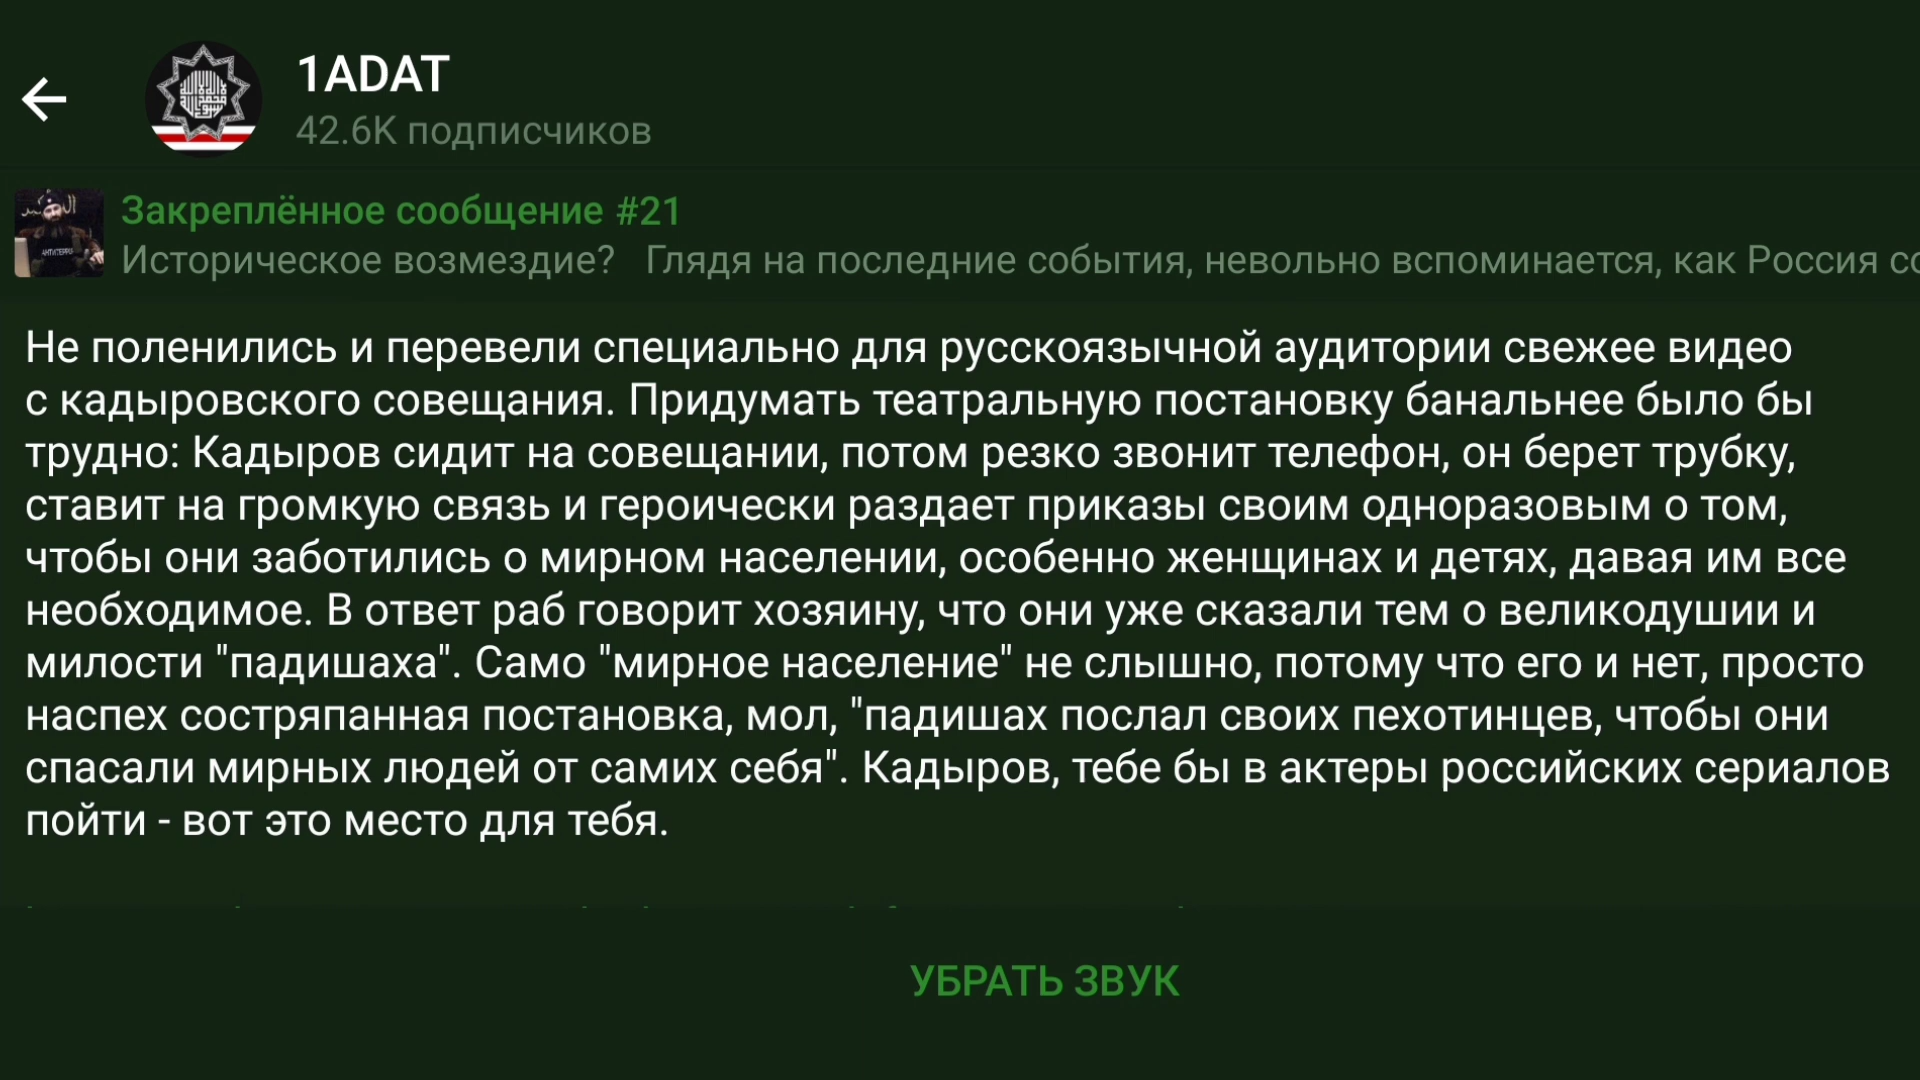 1ADAT
42.6K подписчиков
Закреплённое сообщение #21
Историческое возмездие? Глядя на последние события, невольно вспоминается, как Россия
Не поленились и перевели специально для русскоязычной аудитории свежее видео
с кадыровского совещания. Придумать театральную постановку банальнее было бы
трудно: Кадыров сидит на совещании, потом резко звонит телефон, он берет трубку,
ставит на громкую связь и героически раздает приказы своим одноразовым о том,
чтобы они заботились о мирном населении, особенно женщинах и детях, давая им все
необходимое. В ответ раб говорит хозяину, что они уже сказали тем о великодушии и
милости "падишаха". Само "мирное население" не слышно, потому что его и нет, просто
наспех состряпанная постановка, мол, "падишах послал своих пехотинцев, чтобы они
спасали мирных людей от самих себя". Кадыров, тебе бы в актеры российских сериалов
пойти - вот это место для тебя.
УБРАТЬ ЗВУК